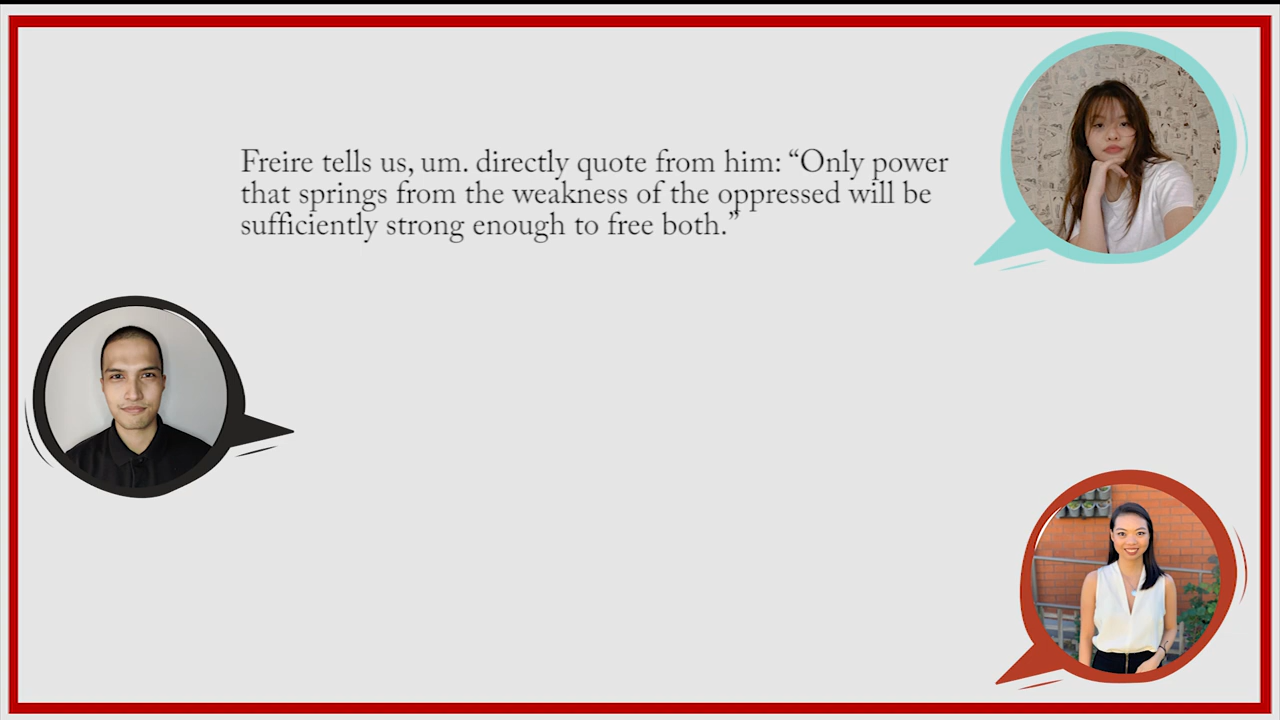 Freire tells us, um. directly quote from him: “Only power
that springs from the weakness of the oppressed will be
sufficiently strong enough to free both.”